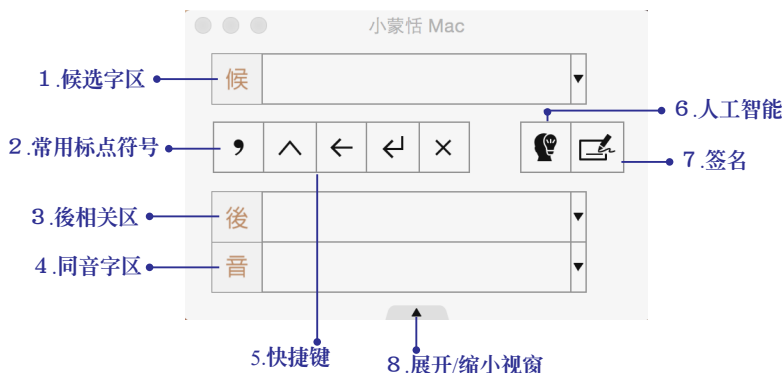 小蒙恬 Mac
1.候选字区
候
6.人工智能
2.常用标点符号
,
7.签名
3.後相关区
後
4.同音字区
音
5.快捷键
8.展开/缩小视窗